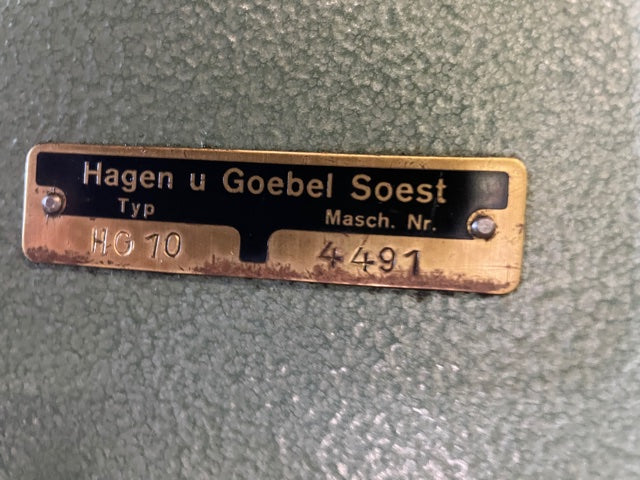 Hagen u Goebel Soest
Typ Masch. Nr.
HG 10 4491